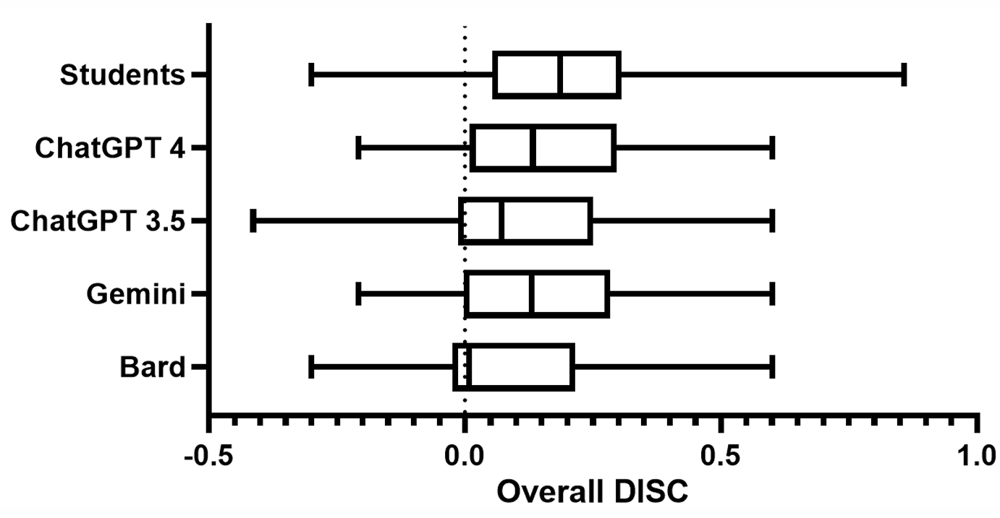 Students
ChatGPT 4
ChatGPT 3.5
Gemini
Bard
-0.5 0.0 0.5 1.0
Overall DISC